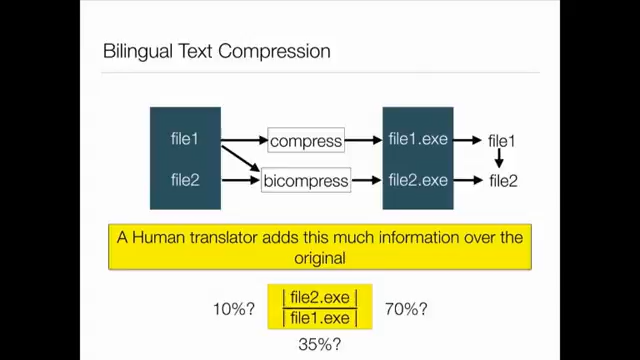 Bilingual Text Compression
file1 compress file1.exe file1
file2 bicompress file2.exe file2
A Human translator adds this much information over the
original
| file2.exe |
10%? 70%?
| file1.exe |
35%?